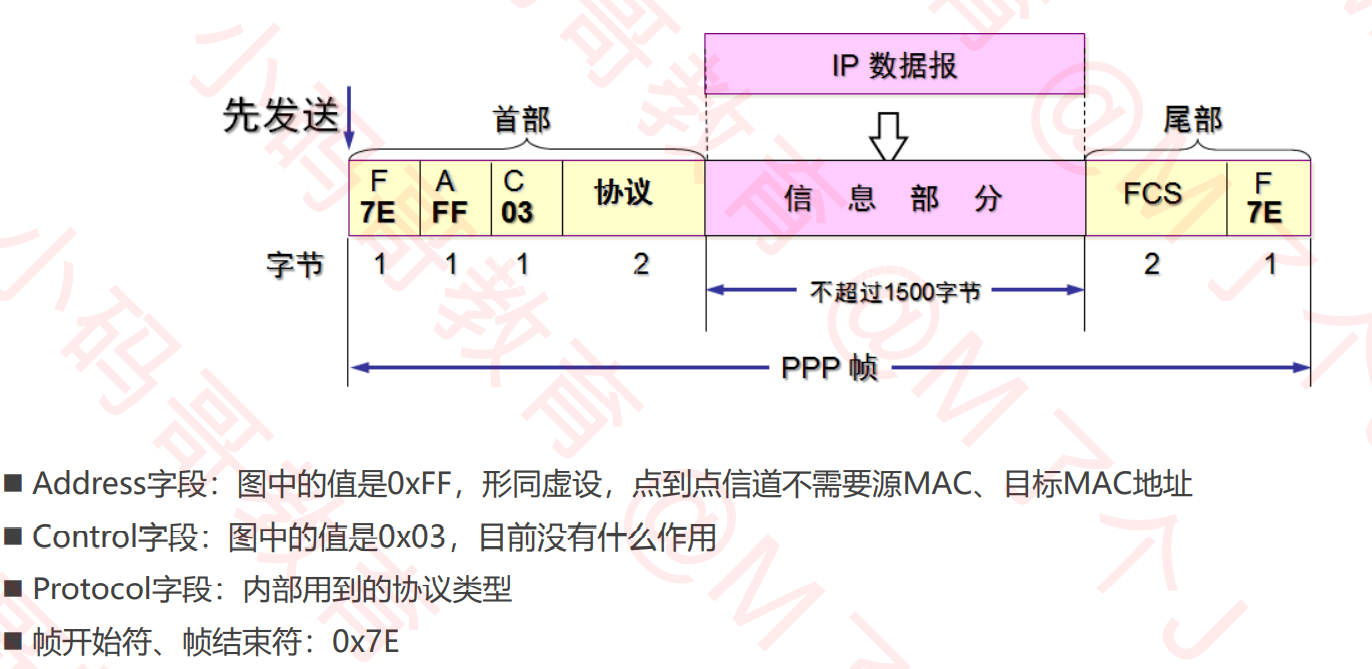 IP 数据报
先发送
首部
尾部
F
7E
A
FF
C
03
协议
信 息 部 分
FCS
F
7E
字节
1
1
1
2
2
1
不超过1500字节
PPP 帧
■ Address字段：图中的值是0xFF，形同虚设，点到点信道不需要源MAC、目标MAC地址
■ Control字段：图中的值是0x03，目前没有什么作用
■ Protocol字段：内部用到的协议类型
■ 帧开始符、帧结束符：0x7E
小码哥教育 @M了个J